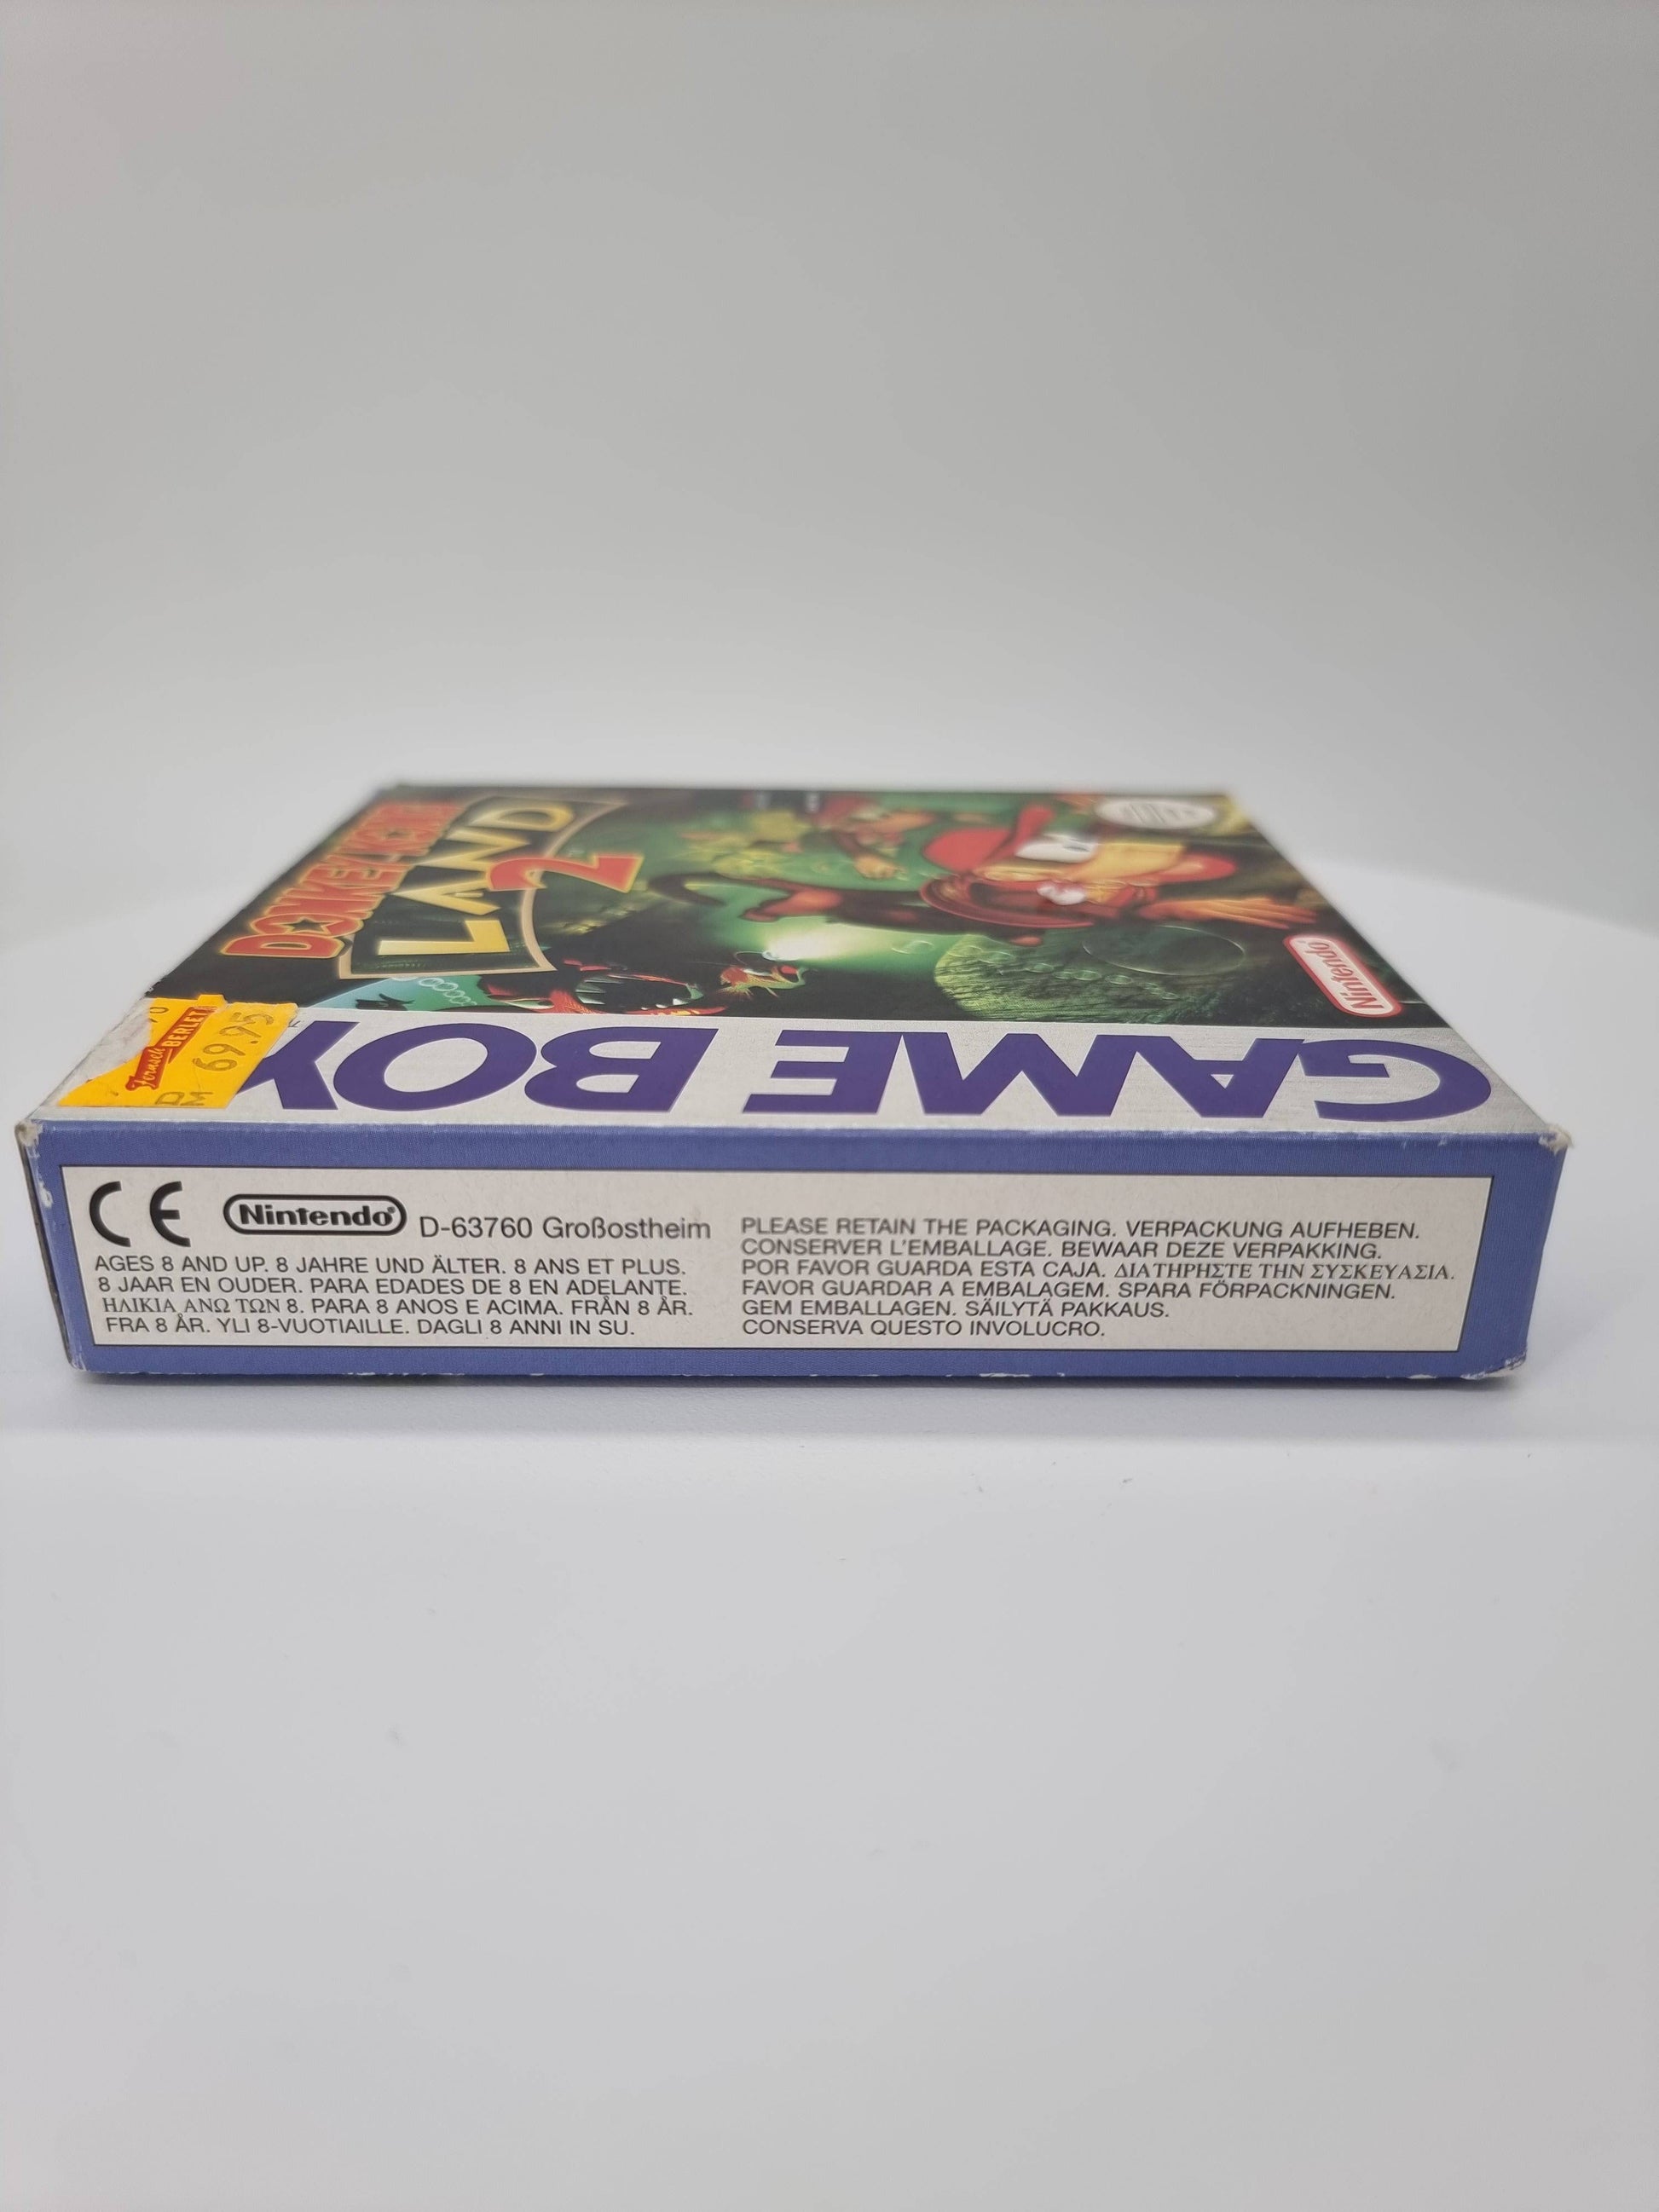 DONKEY KONG
LAND
2
Nintendo
GAME BOY
Fernseh
BERLET
DM 69.95
CE
Nintendo® D-63760 Großostheim
AGES 8 AND UP. 8 JAHRE UND ÄLTER. 8 ANS ET PLUS.
8 JAAR EN OUDER. PARA EDADES DE 8 EN ADELANTE.
ΗΛΙΚΙΑ ΑΝΩ ΤΩΝ 8. PARA 8 ANOS E ACIMA. FRÅN 8 ÅR.
FRA 8 ÅR. YLI 8-VUOTIAILLE. DAGLI 8 ANNI IN SU.
PLEASE RETAIN THE PACKAGING. VERPACKUNG AUFHEBEN.
CONSERVER L'EMBALLAGE. BEWAAR DEZE VERPAKKING.
POR FAVOR GUARDA ESTA CAJA. ΔΙΑΤΗΡΗΣΤΕ ΤΗΝ ΣΥΣΚΕΥΑΣΙΑ.
FAVOR GUARDAR A EMBALAGEM. SPARA FÖRPACKNINGEN.
GEM EMBALLAGEN. SÄILYTÄ PAKKAUS.
CONSERVA QUESTO INVOLUCRO.